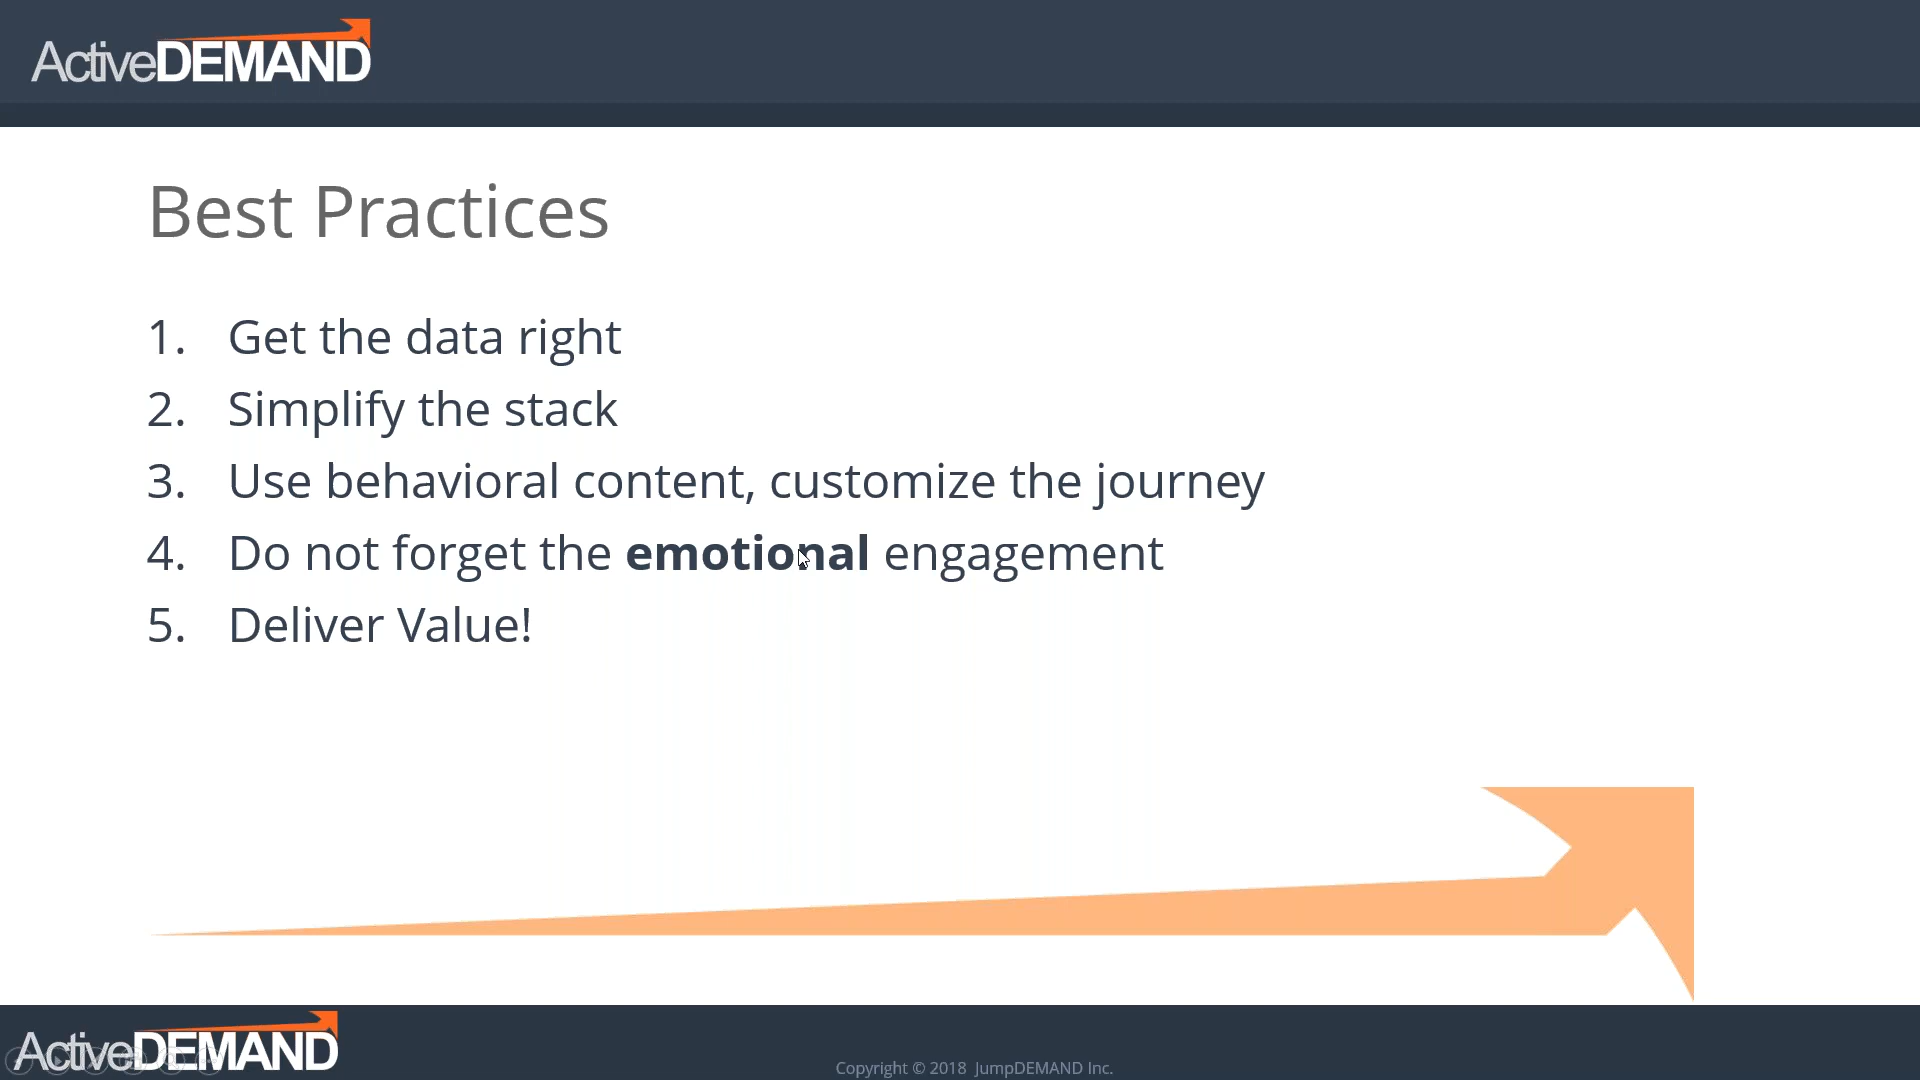 ActiveDEMAND
Best Practices
1. Get the data right
2. Simplify the stack
3. Use behavioral content, customize the journey
4. Do not forget the emotional engagement
5. Deliver Value!
ActiveDEMAND
Copyright © 2018 JumpDEMAND Inc.